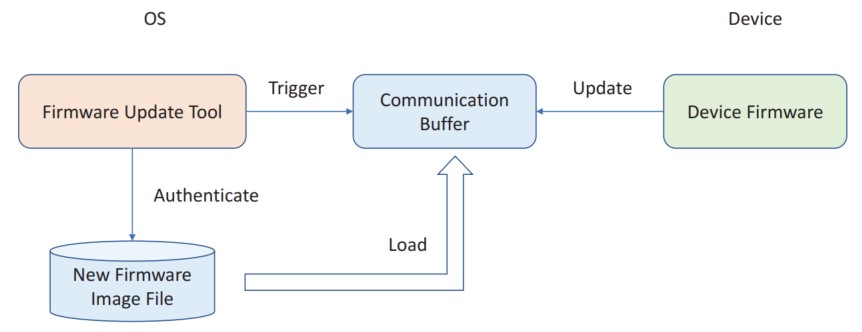 OS
Device
Firmware Update Tool
Trigger
Communication
Buffer
Update
Device Firmware
Authenticate
Load
New Firmware
Image File